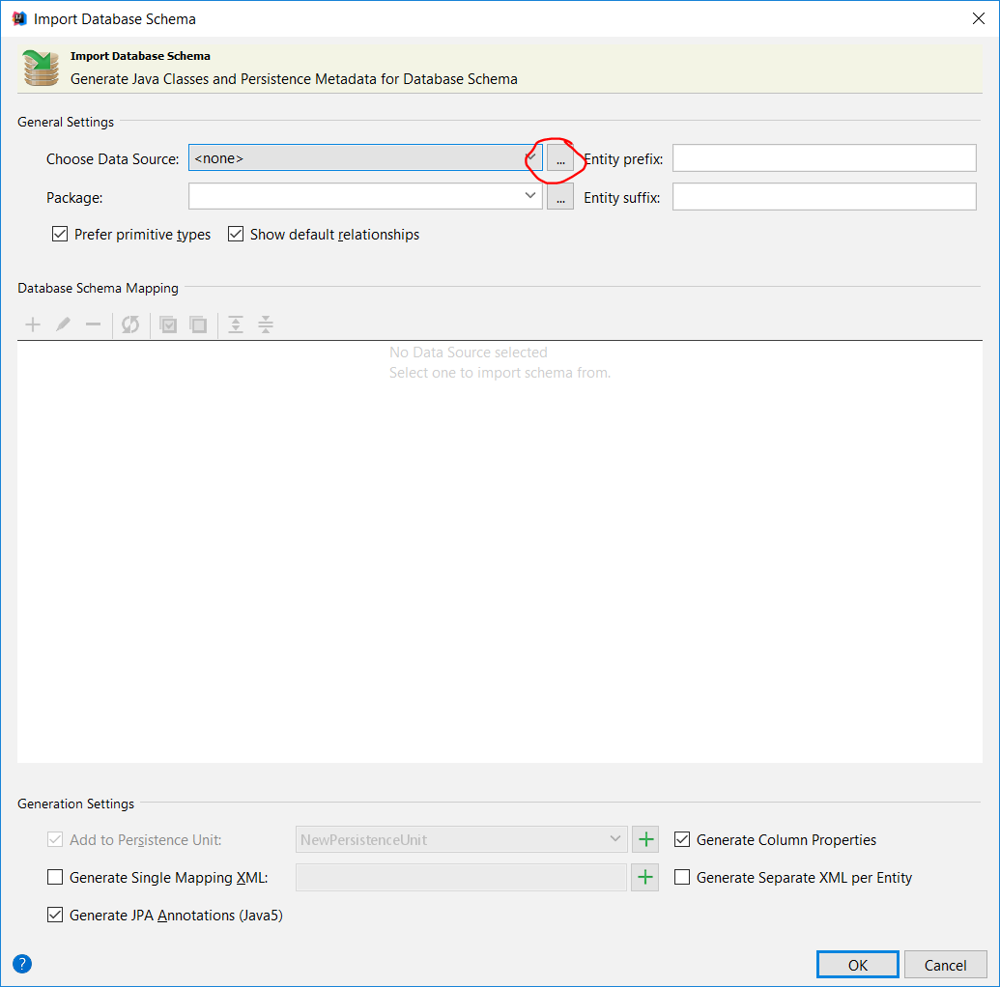 Import Database Schema
Import Database Schema
Generate Java Classes and Persistence Metadata for Database Schema
General Settings
Choose Data Source: <none> ... Entity prefix:
Package: ... Entity suffix:
Prefer primitive types Show default relationships
Database Schema Mapping
No Data Source selected
Select one to import schema from.
Generation Settings
Add to Persistence Unit: NewPersistenceUnit Generate Column Properties
Generate Single Mapping XML: Generate Separate XML per Entity
Generate JPA Annotations (Java5)
? OK Cancel